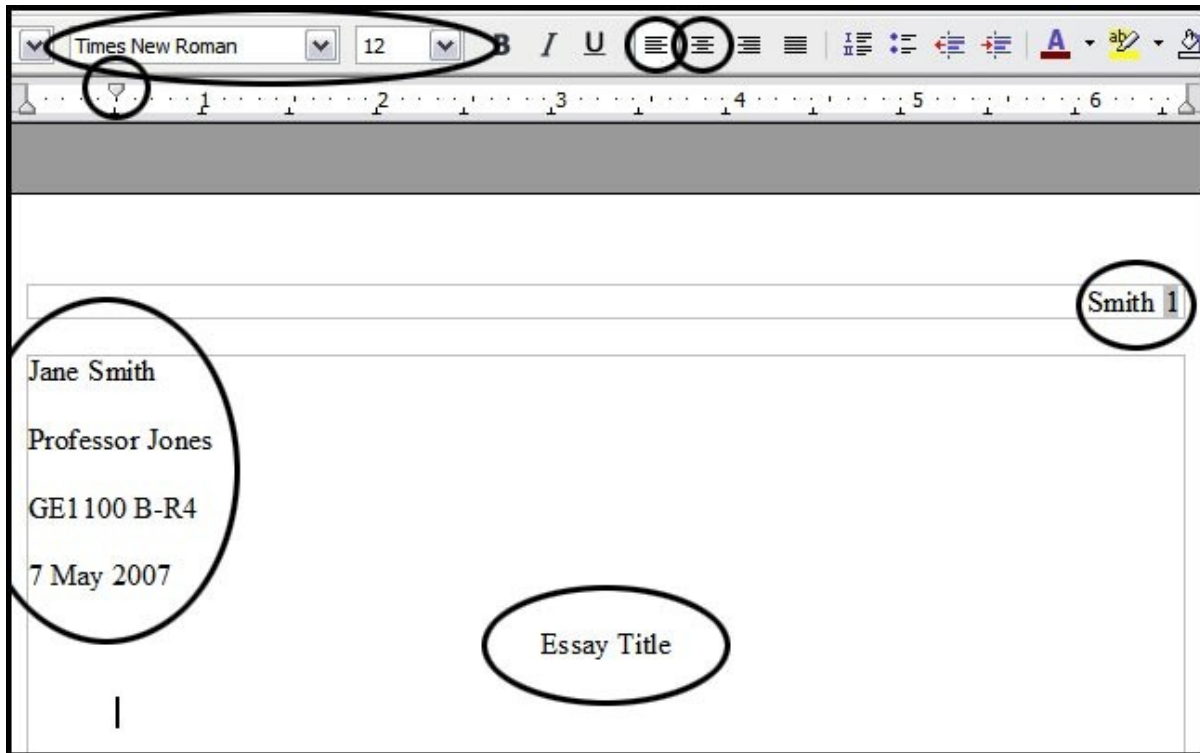 Times New Roman 12 B I U A ab
1 2 3 4 5 6
Smith 1
Jane Smith
Professor Jones
GE1100 B-R4
7 May 2007
Essay Title